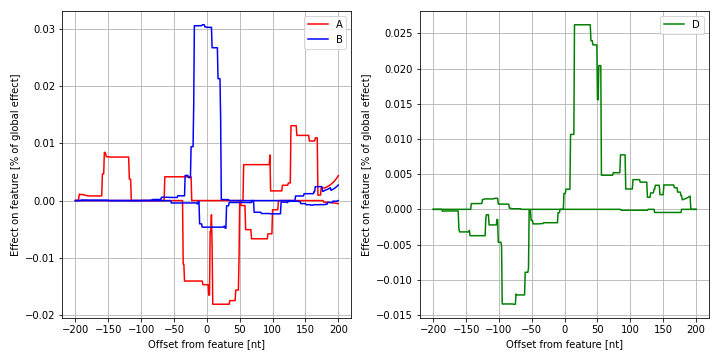 Effect on feature [% of global effect]
0.03
0.02
0.01
0.00
−0.01
−0.02
−200 −150 −100 −50 0 50 100 150 200
Offset from feature [nt]
A
B
Effect on feature [% of global effect]
0.025
0.020
0.015
0.010
0.005
0.000
−0.005
−0.010
−0.015
−200 −150 −100 −50 0 50 100 150 200
Offset from feature [nt]
D